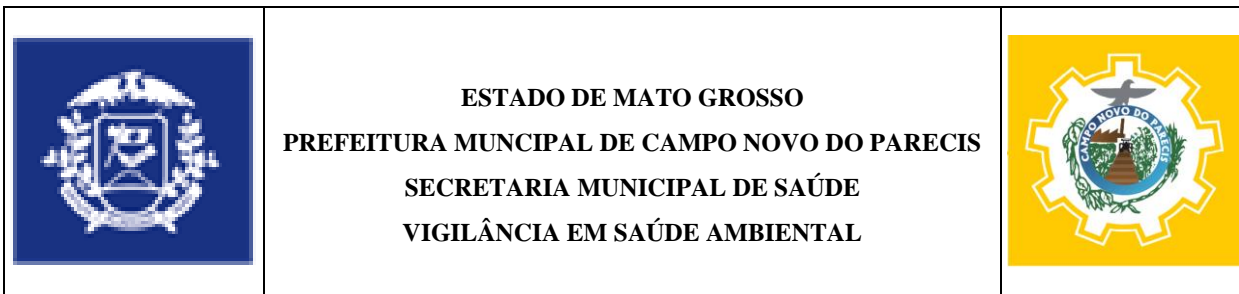 ESTADO DE MATO GROSSO
PREFEITURA MUNCIPAL DE CAMPO NOVO DO PARECIS
SECRETARIA MUNICIPAL DE SAÚDE
VIGILÂNCIA EM SAÚDE AMBIENTAL
CAMPO NOVO DO PARECIS